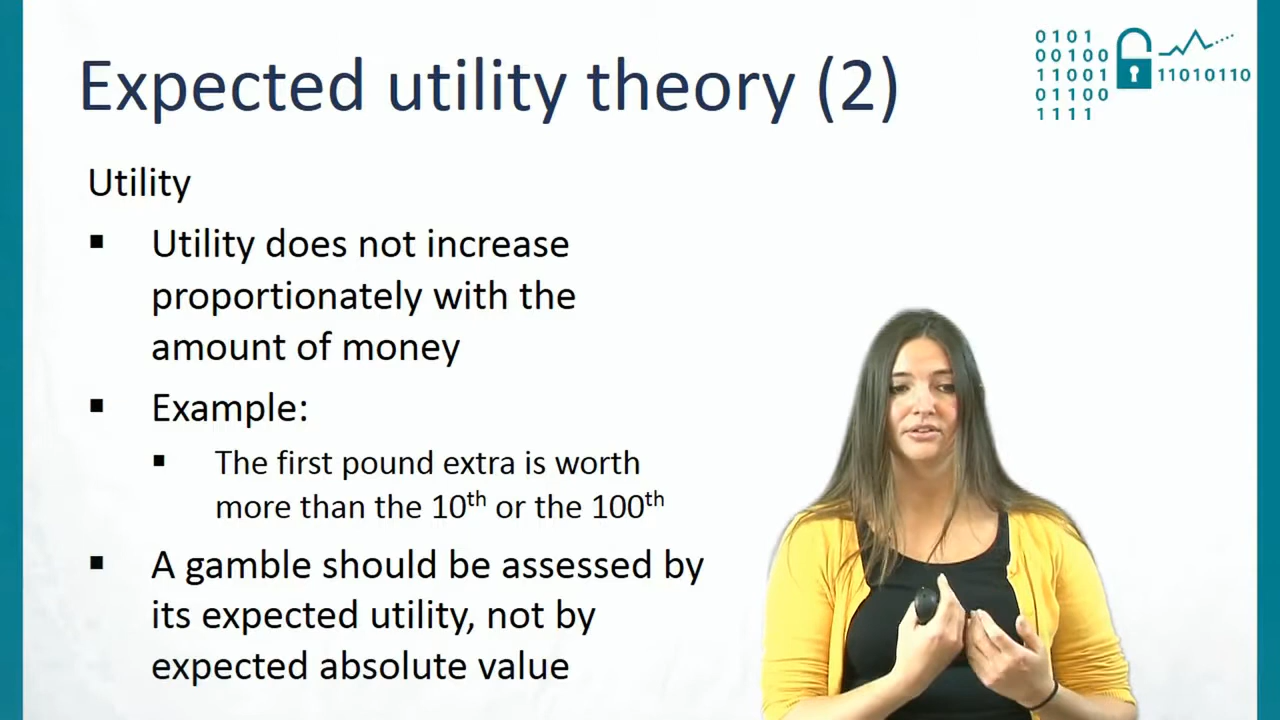 Expected utility theory (2)
0101
00100
11001
01100
1111
11010110
Utility
▪ Utility does not increase
proportionately with the
amount of money
▪ Example:
▪ The first pound extra is worth
more than the 10th or the 100th
▪ A gamble should be assessed by
its expected utility, not by
expected absolute value